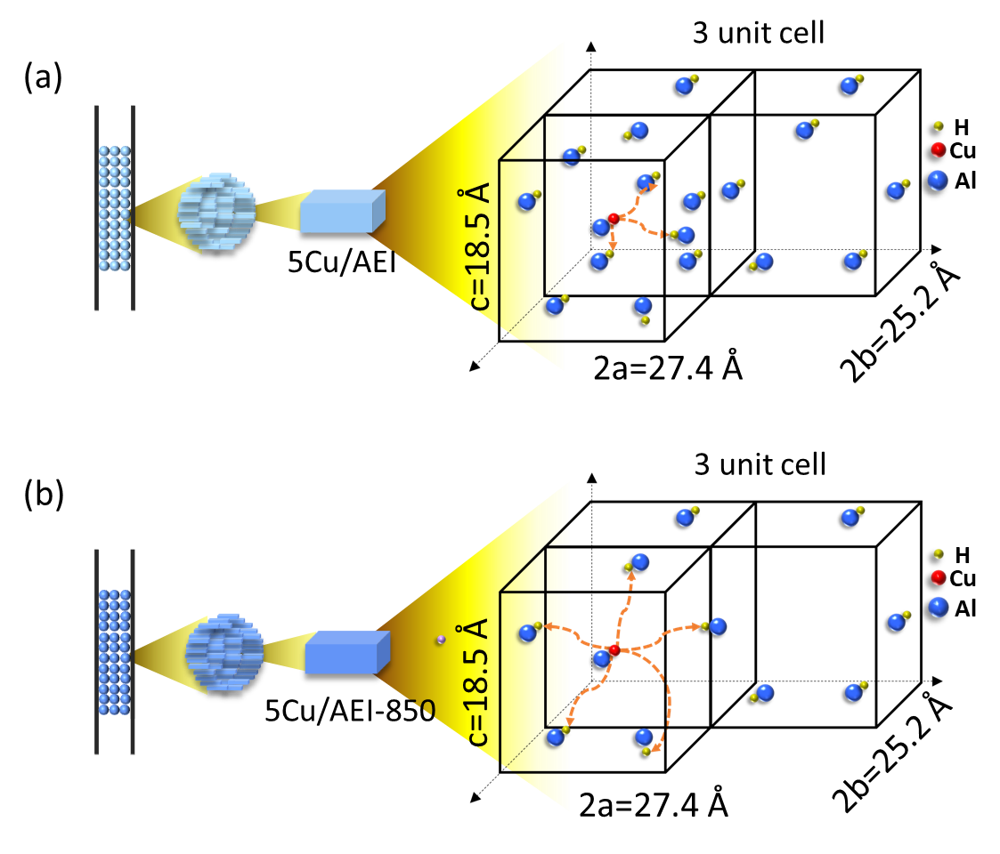 (a)
3 unit cell
H
Cu
Al
5Cu/AEI
c=18.5 Å
2a=27.4 Å
2b=25.2 Å
(b)
3 unit cell
H
Cu
Al
5Cu/AEI-850
c=18.5 Å
2a=27.4 Å
2b=25.2 Å